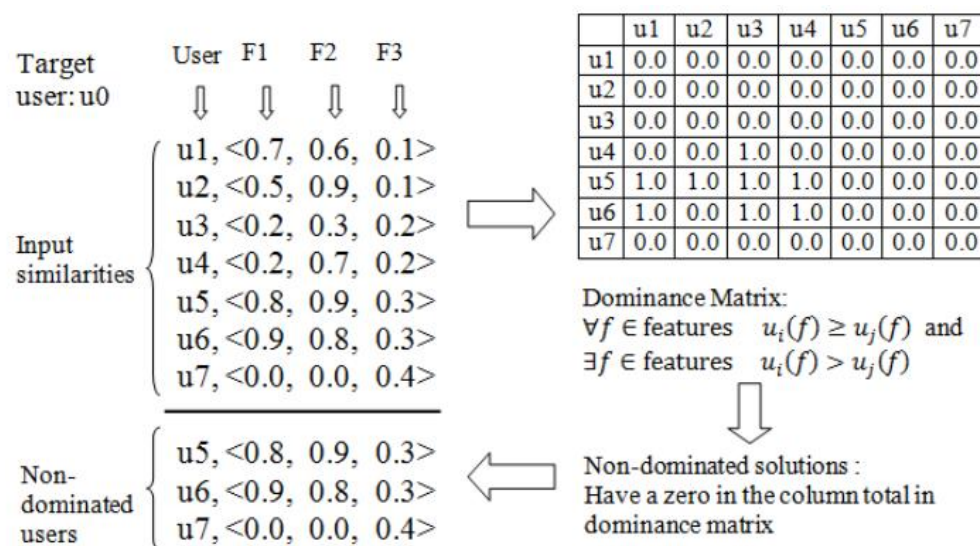 Target
user: u0
User F1 F2 F3
Input
similarities
u1, <0.7, 0.6, 0.1>
u2, <0.5, 0.9, 0.1>
u3, <0.2, 0.3, 0.2>
u4, <0.2, 0.7, 0.2>
u5, <0.8, 0.9, 0.3>
u6, <0.9, 0.8, 0.3>
u7, <0.0, 0.0, 0.4>
u1 u2 u3 u4 u5 u6 u7
u1 0.0 0.0 0.0 0.0 0.0 0.0 0.0
u2 0.0 0.0 0.0 0.0 0.0 0.0 0.0
u3 0.0 0.0 0.0 0.0 0.0 0.0 0.0
u4 0.0 0.0 1.0 0.0 0.0 0.0 0.0
u5 1.0 1.0 1.0 1.0 0.0 0.0 0.0
u6 1.0 0.0 1.0 1.0 0.0 0.0 0.0
u7 0.0 0.0 0.0 0.0 0.0 0.0 0.0
Dominance Matrix:
∀f ∈ features u_i(f) ≥ u_j(f) and
∃f ∈ features u_i(f) > u_j(f)
Non-dominated solutions :
Have a zero in the column total in
dominance matrix
Non-
dominated
users
u5, <0.8, 0.9, 0.3>
u6, <0.9, 0.8, 0.3>
u7, <0.0, 0.0, 0.4>